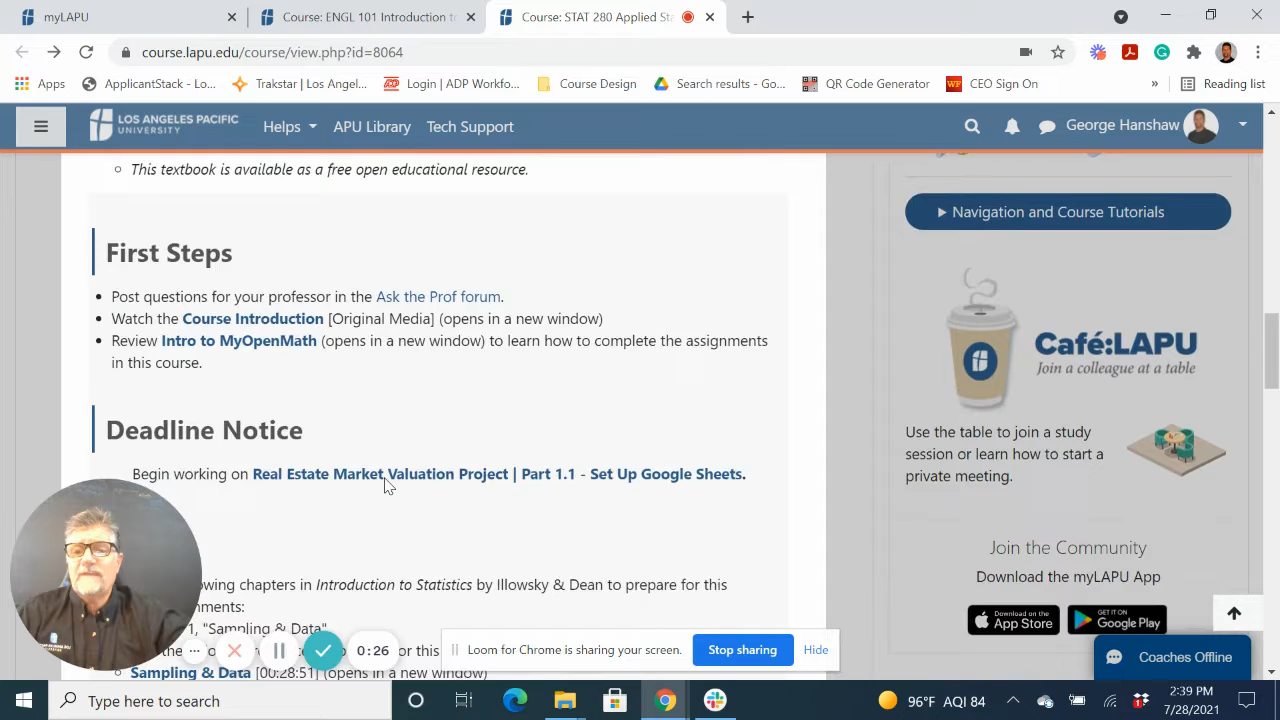 myLAPU
Course: ENGL 101 Introduction t
Course: STAT 280 Applied St
course.lapu.edu/course/view.php?id=8064
Apps
ApplicantStack - Lo...
Trakstar | Los Angel...
Login | ADP Workfo...
Course Design
Search results - Go...
QR Code Generator
CEO Sign On
»
Reading list
LOS ANGELES PACIFIC
UNIVERSITY
Helps
APU Library
Tech Support
George Hanshaw
This textbook is available as a free open educational resource.
First Steps
Post questions for your professor in the Ask the Prof forum.
Watch the Course Introduction [Original Media] (opens in a new window)
Review Intro to MyOpenMath (opens in a new window) to learn how to complete the assignments
in this course.
Deadline Notice
Begin working on Real Estate Market Valuation Project | Part 1.1 - Set Up Google Sheets.
owing chapters in Introduction to Statistics by Illowsky & Dean to prepare for this
ments:
1, "Sampling & Data"
for this
Sampling & Data [00:28:51] (opens in a new window)
Navigation and Course Tutorials
Café:LAPU
Join a colleague at a table
Use the table to join a study
session or learn how to start a
private meeting.
Join the Community
Download the myLAPU App
Download on the
App Store
GET IT ON
Google Play
Coaches Offline
0:26
Loom for Chrome is sharing your screen.
Stop sharing
Hide
Type here to search
96°F AQI 84
1
2:39 PM
7/28/2021